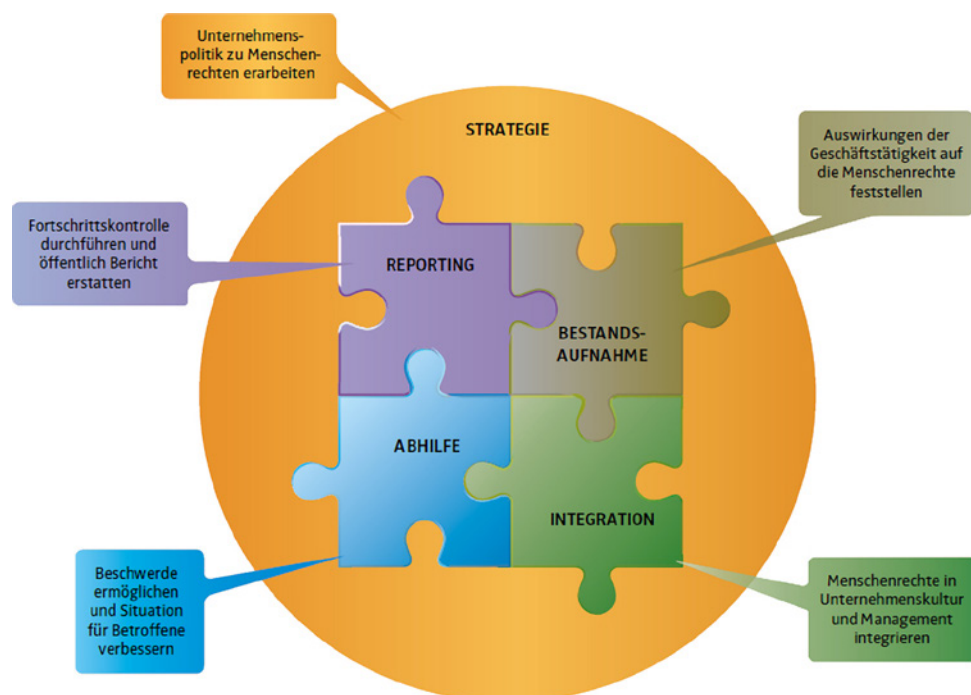 Unternehmens-
politik zu Menschen-
rechten erarbeiten
STRATEGIE
Auswirkungen der
Geschäftstätigkeit auf
die Menschenrechte
feststellen
Fortschrittskontrolle
durchführen und
öffentlich Bericht
erstatten
REPORTING
BESTANDS-
AUFNAHME
ABHILFE
INTEGRATION
Beschwerde
ermöglichen
und Situation
für Betroffene
verbessern
Menschenrechte in
Unternehmenskultur
und Management
integrieren